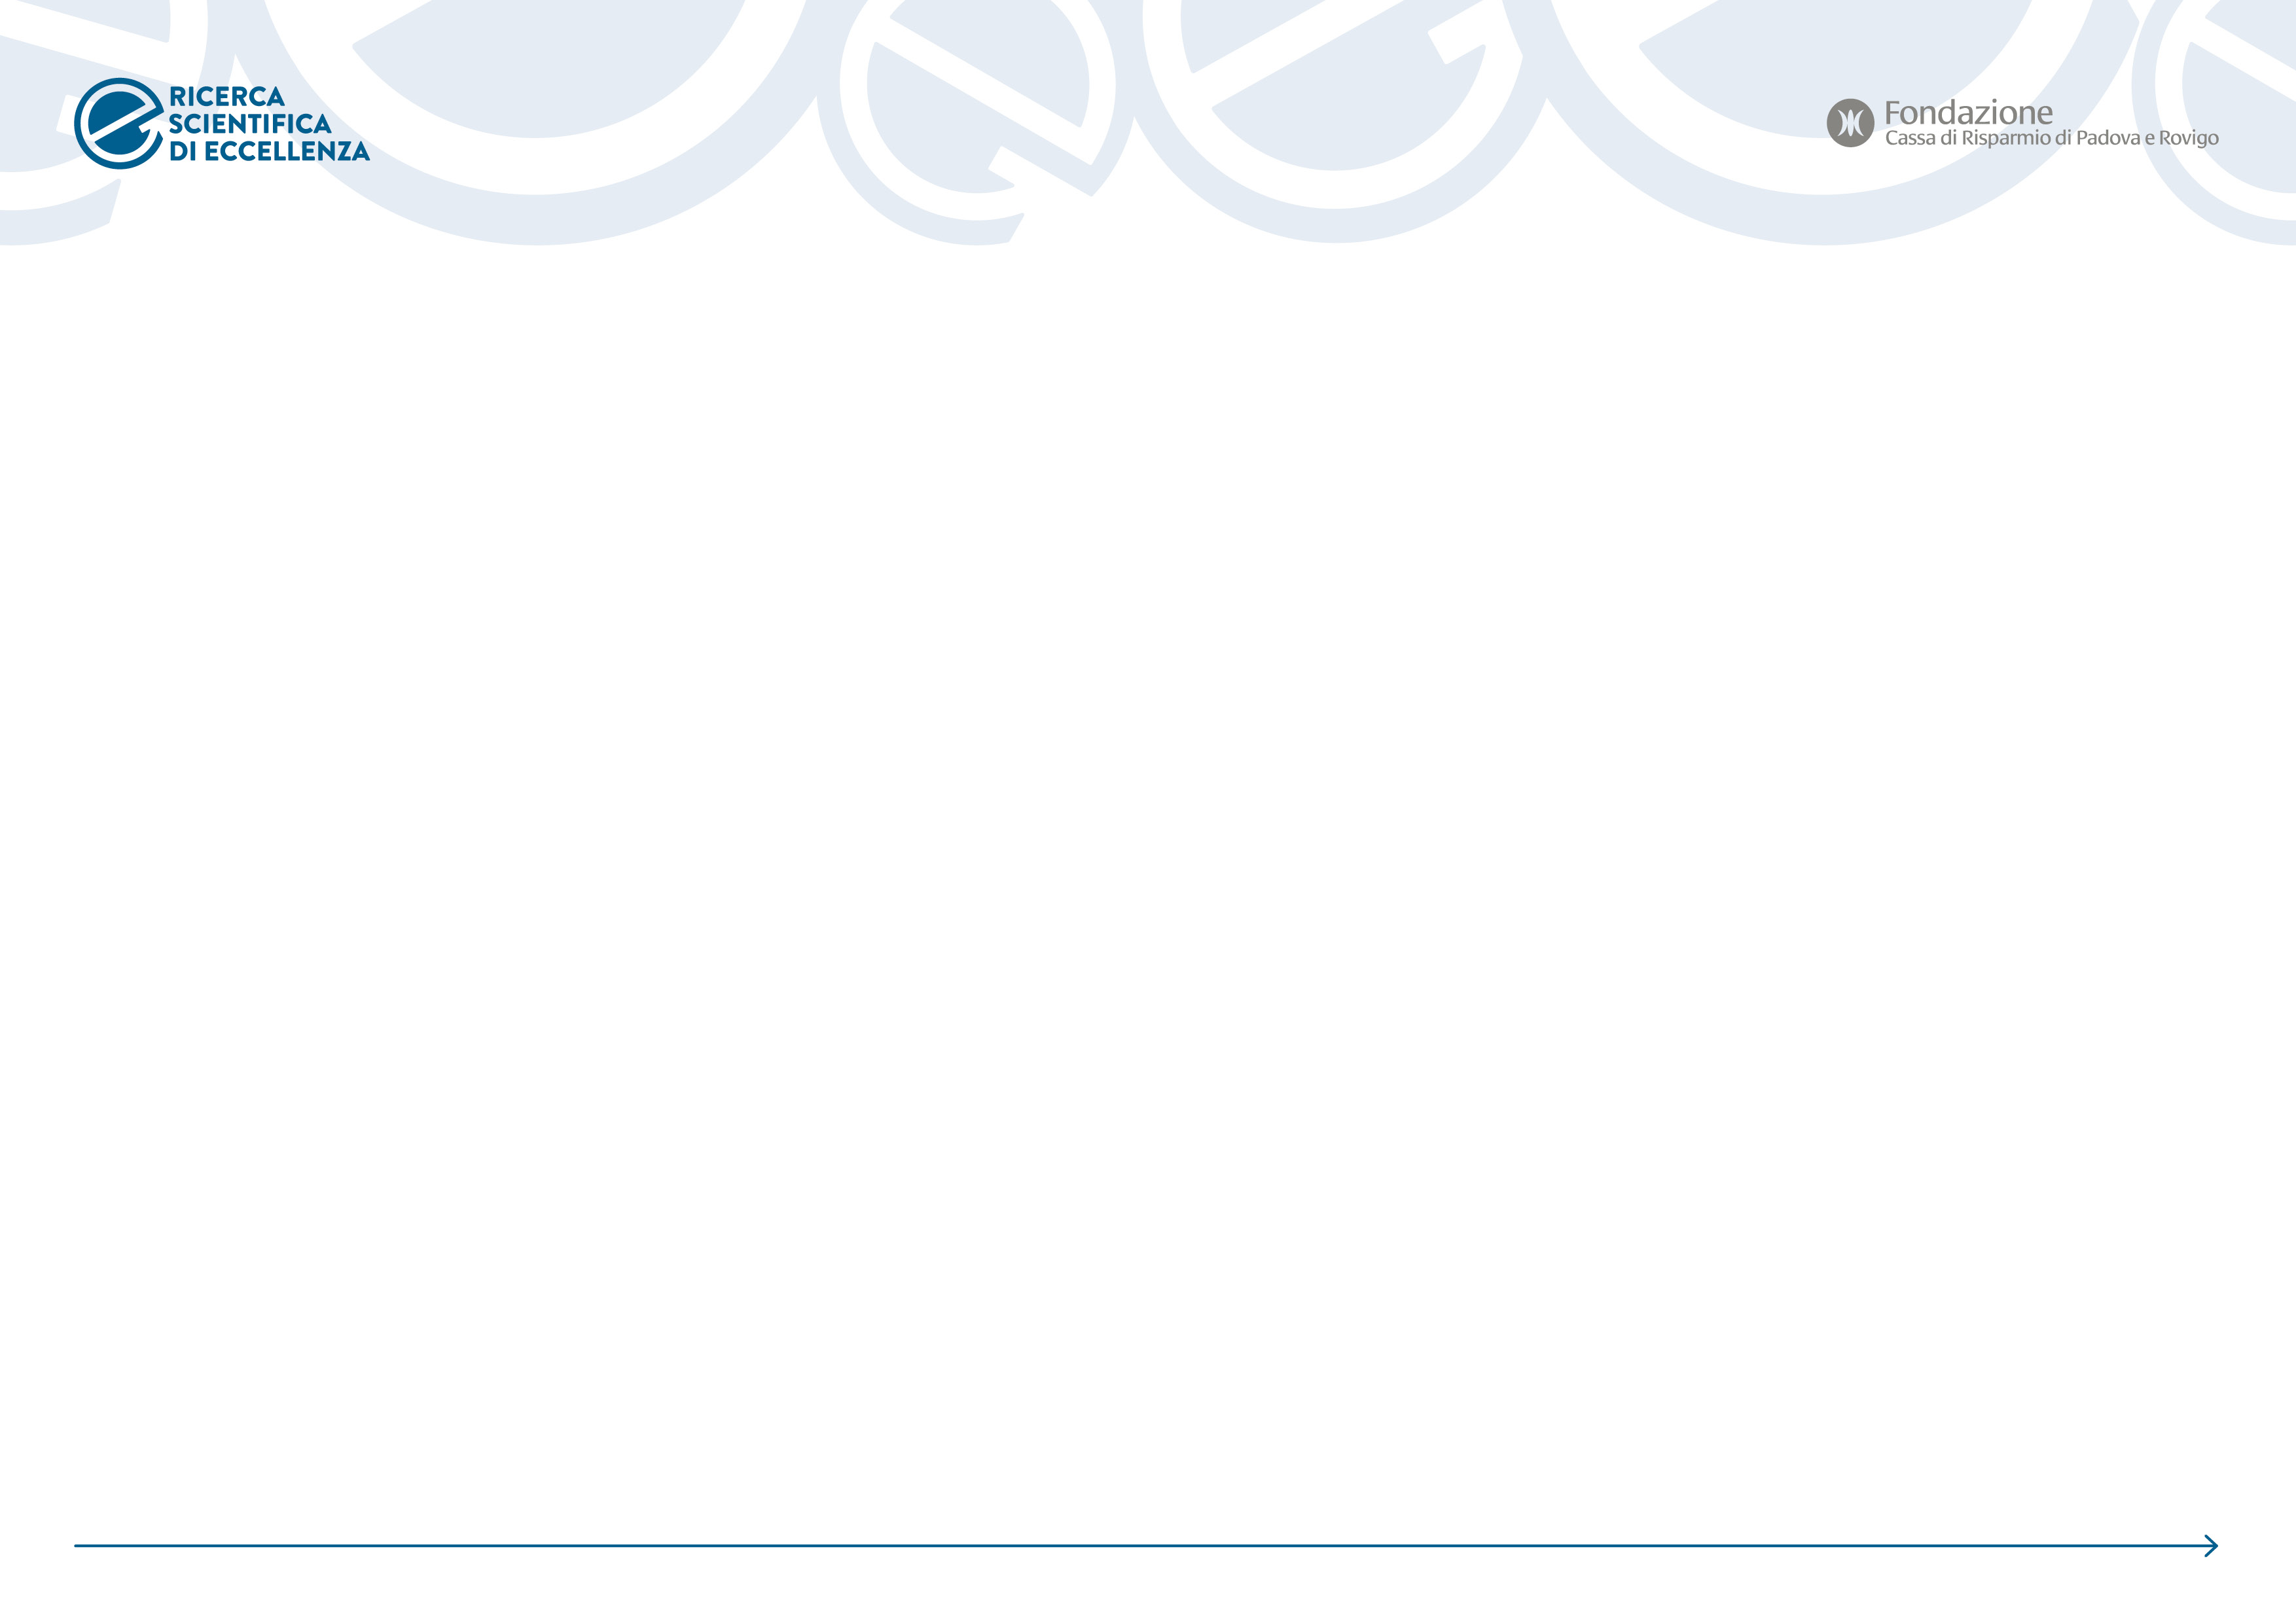 RICERCA
SCIENTIFICA
DI ECCELLENZA
Fondazione
Cassa di Risparmio di Padova e Rovigo